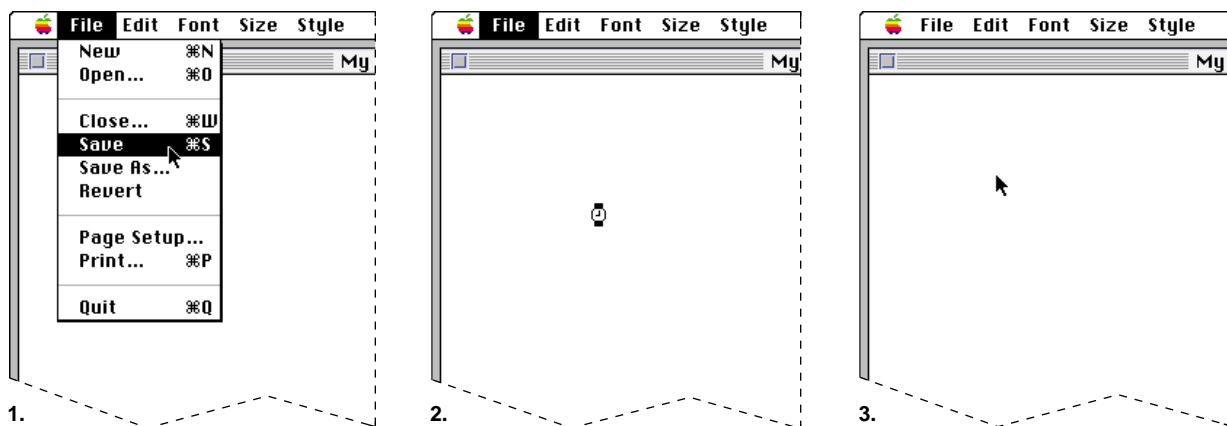 File Edit Font Size Style
My
New ⌘N
Open... ⌘O
Close... ⌘W
Save ⌘S
Save As...
Revert
Page Setup...
Print... ⌘P
Quit ⌘Q
1.
File Edit Font Size Style
My
2.
File Edit Font Size Style
My
3.